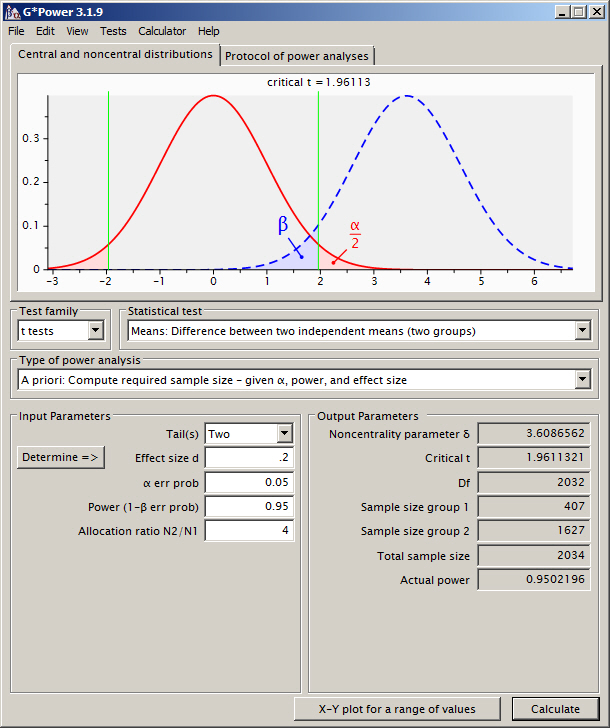 G*Power 3.1.9
File Edit View Tests Calculator Help
Central and noncentral distributions Protocol of power analyses
critical t = 1.96113
0.3
0.2
0.1
0
β
α
2
-3 -2 -1 0 1 2 3 4 5 6
Test family Statistical test
t tests Means: Difference between two independent means (two groups)
Type of power analysis
A priori: Compute required sample size - given α, power, and effect size
Input Parameters
Tail(s) Two
Determine => Effect size d .2
α err prob 0.05
Power (1-β err prob) 0.95
Allocation ratio N2/N1 4
Output Parameters
Noncentrality parameter δ 3.6086562
Critical t 1.9611321
Df 2032
Sample size group 1 407
Sample size group 2 1627
Total sample size 2034
Actual power 0.9502196
X-Y plot for a range of values Calculate